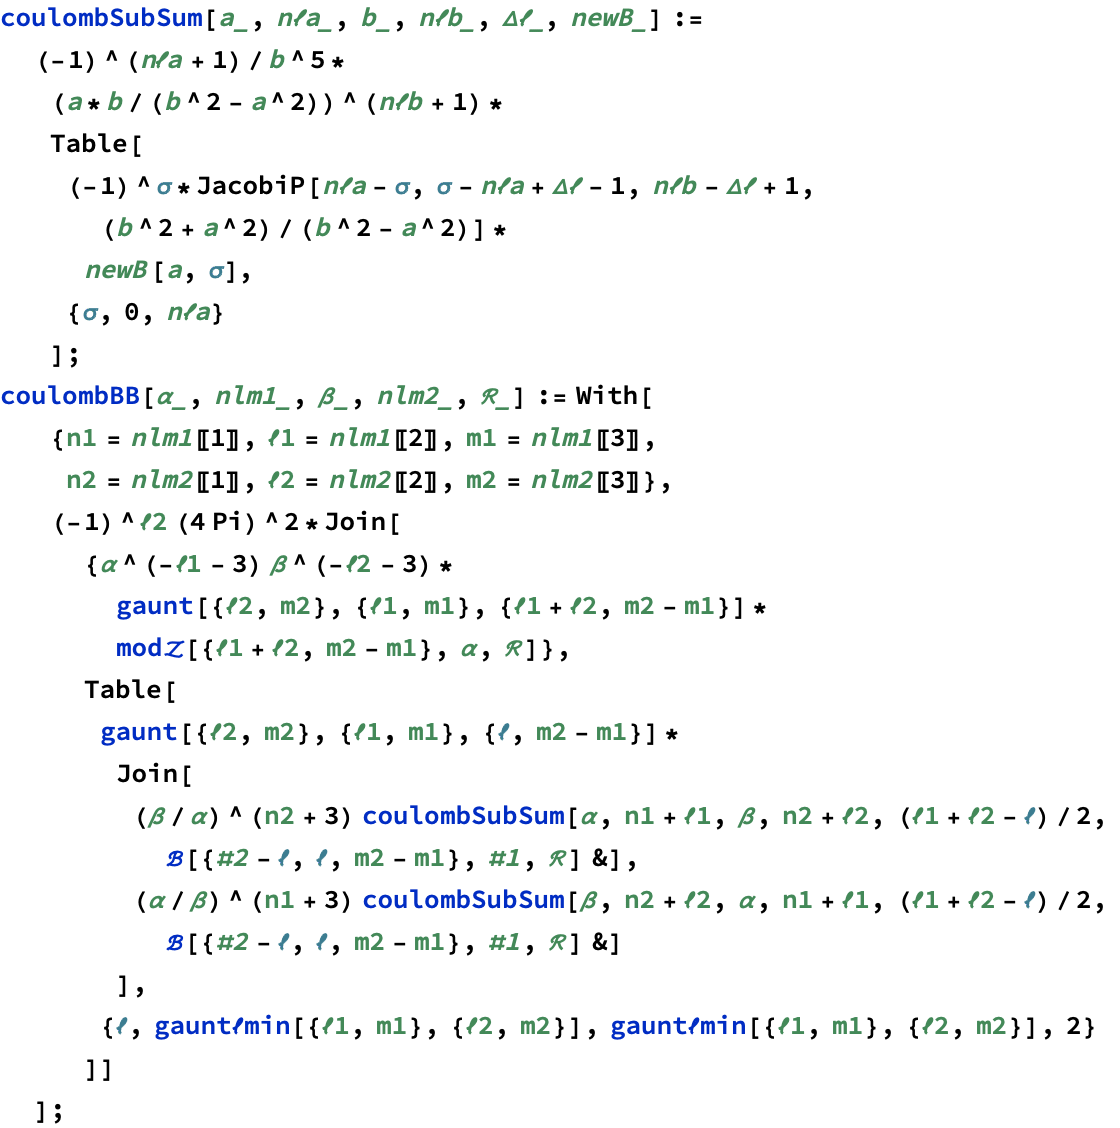 coulombSubSum[a_, nℓa_, b_, nℓb_, Δℓ_, newB_] :=
(-1) ^ (nℓa + 1) / b ^ 5 *
(a * b / (b ^ 2 - a ^ 2)) ^ (nℓb + 1) *
Table[
(-1) ^ σ * JacobiP[nℓa - σ, σ - nℓa + Δℓ - 1, nℓb - Δℓ + 1,
(b ^ 2 + a ^ 2) / (b ^ 2 - a ^ 2)] *
newB [a, σ],
{σ, 0, nℓa}
];
coulombBB[α_, nlm1_, β_, nlm2_, ℛ_] := With[
{n1 = nlm1⟦1⟧, ℓ1 = nlm1⟦2⟧, m1 = nlm1⟦3⟧,
n2 = nlm2⟦1⟧, ℓ2 = nlm2⟦2⟧, m2 = nlm2⟦3⟧},
(-1) ^ ℓ2 (4 Pi) ^ 2 * Join[
{α ^ (-ℓ1 - 3) β ^ (-ℓ2 - 3) *
gaunt[{ℓ2, m2}, {ℓ1, m1}, {ℓ1 + ℓ2, m2 - m1}] *
mod𝒵[{ℓ1 + ℓ2, m2 - m1}, α, ℛ]},
Table[
gaunt[{ℓ2, m2}, {ℓ1, m1}, {ℓ, m2 - m1}] *
Join[
(β / α) ^ (n2 + 3) coulombSubSum[α, n1 + ℓ1, β, n2 + ℓ2, (ℓ1 + ℓ2 - ℓ) / 2,
ℬ[{#2 - ℓ, ℓ, m2 - m1}, #1, ℛ] &],
(α / β) ^ (n1 + 3) coulombSubSum[β, n2 + ℓ2, α, n1 + ℓ1, (ℓ1 + ℓ2 - ℓ) / 2,
ℬ[{#2 - ℓ, ℓ, m2 - m1}, #1, ℛ] &]
],
{ℓ, gauntℓmin[{ℓ1, m1}, {ℓ2, m2}], gauntℓmin[{ℓ1, m1}, {ℓ2, m2}], 2}
]]
];